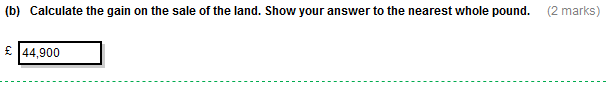 (b) Calculate the gain on the sale of the land. Show your answer to the nearest whole pound. (2 marks)
£ 44,900